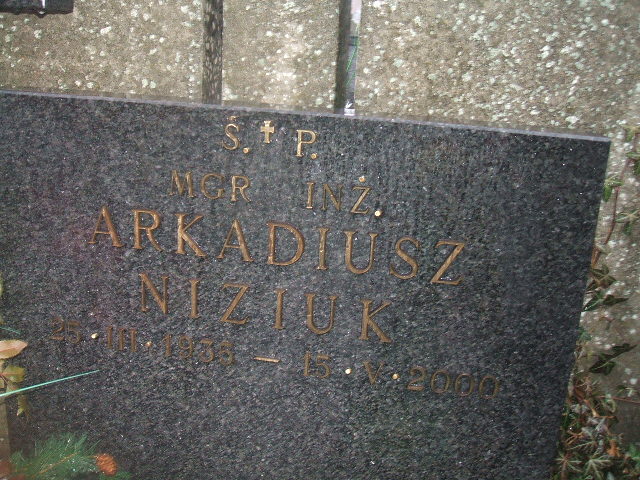 Ś. † P.
MGR INŻ.
ARKADIUSZ
NIZIUK
25. III. 1938 – 15. V. 2000